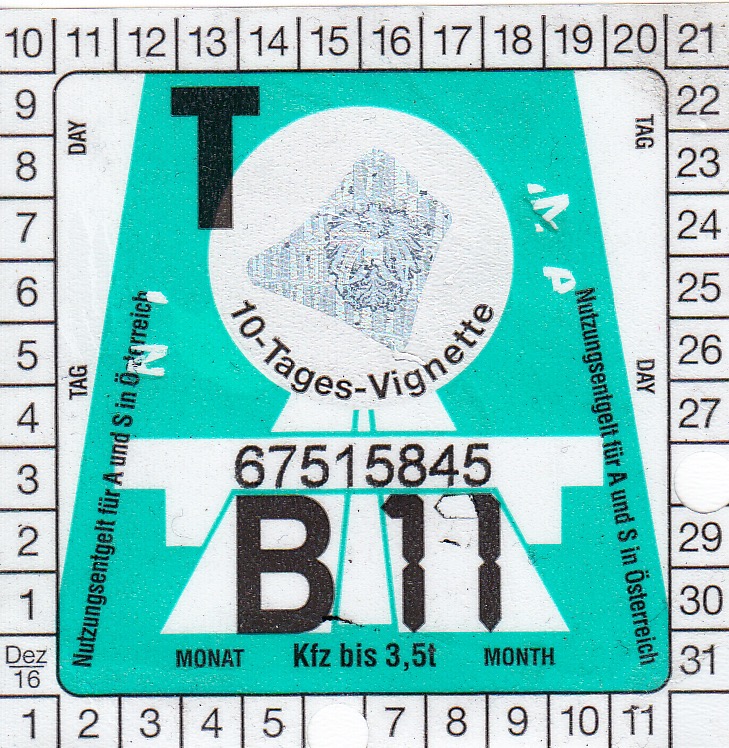 10 11 12 13 14 15 16 17 18 19 20 21
9
8
7
6
5
4
3
2
1
Dez
16
DAY
TAG
T
TAG
DAY
10-Tages-Vignette
Nutzungsentgelt für A und S in Österreich
Nutzungsentgelt für A und S in Österreich
67515845
B 11
MONAT Kfz bis 3,5t MONTH
22
23
24
25
26
27
29
30
31
1 2 3 4 5 7 8 9 10 11